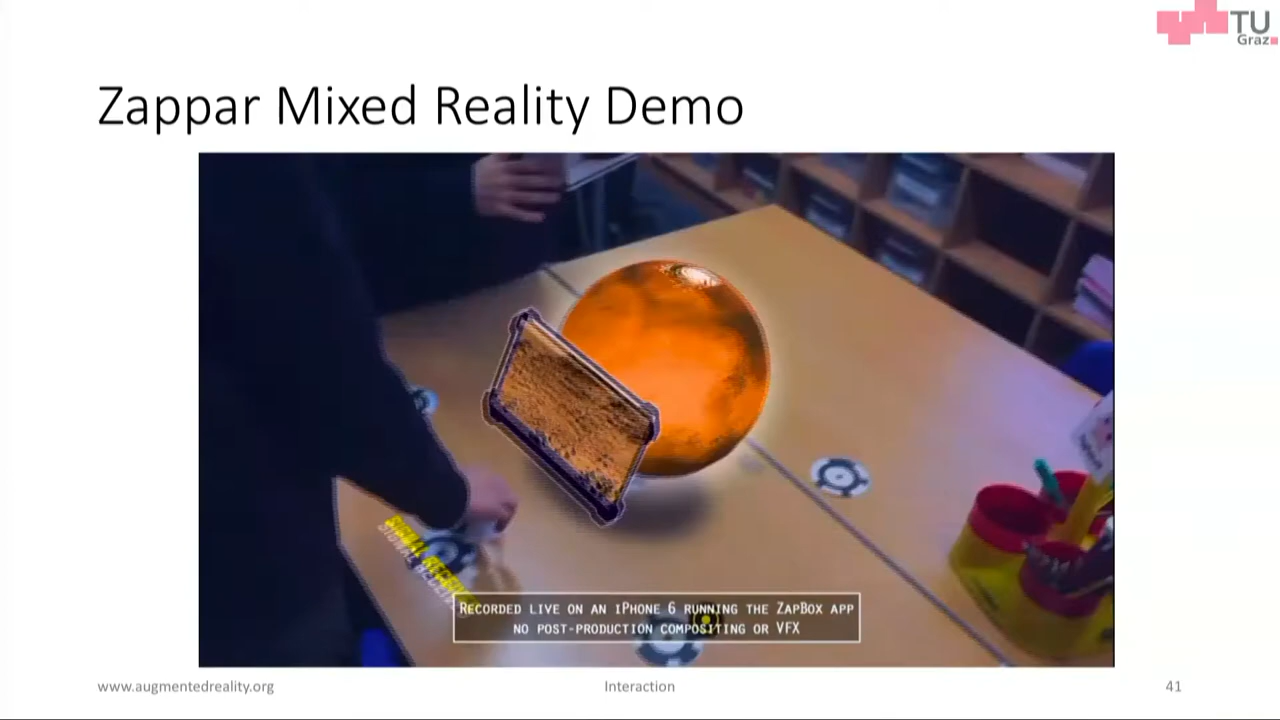 TU
Graz
Zappar Mixed Reality Demo
SIGNAL
RECORDED LIVE ON AN IPHONE 6 RUNNING THE ZAPBOX APP
NO POST-PRODUCTION COMPOSITING OR VFX
www.augmentedreality.org
Interaction
41